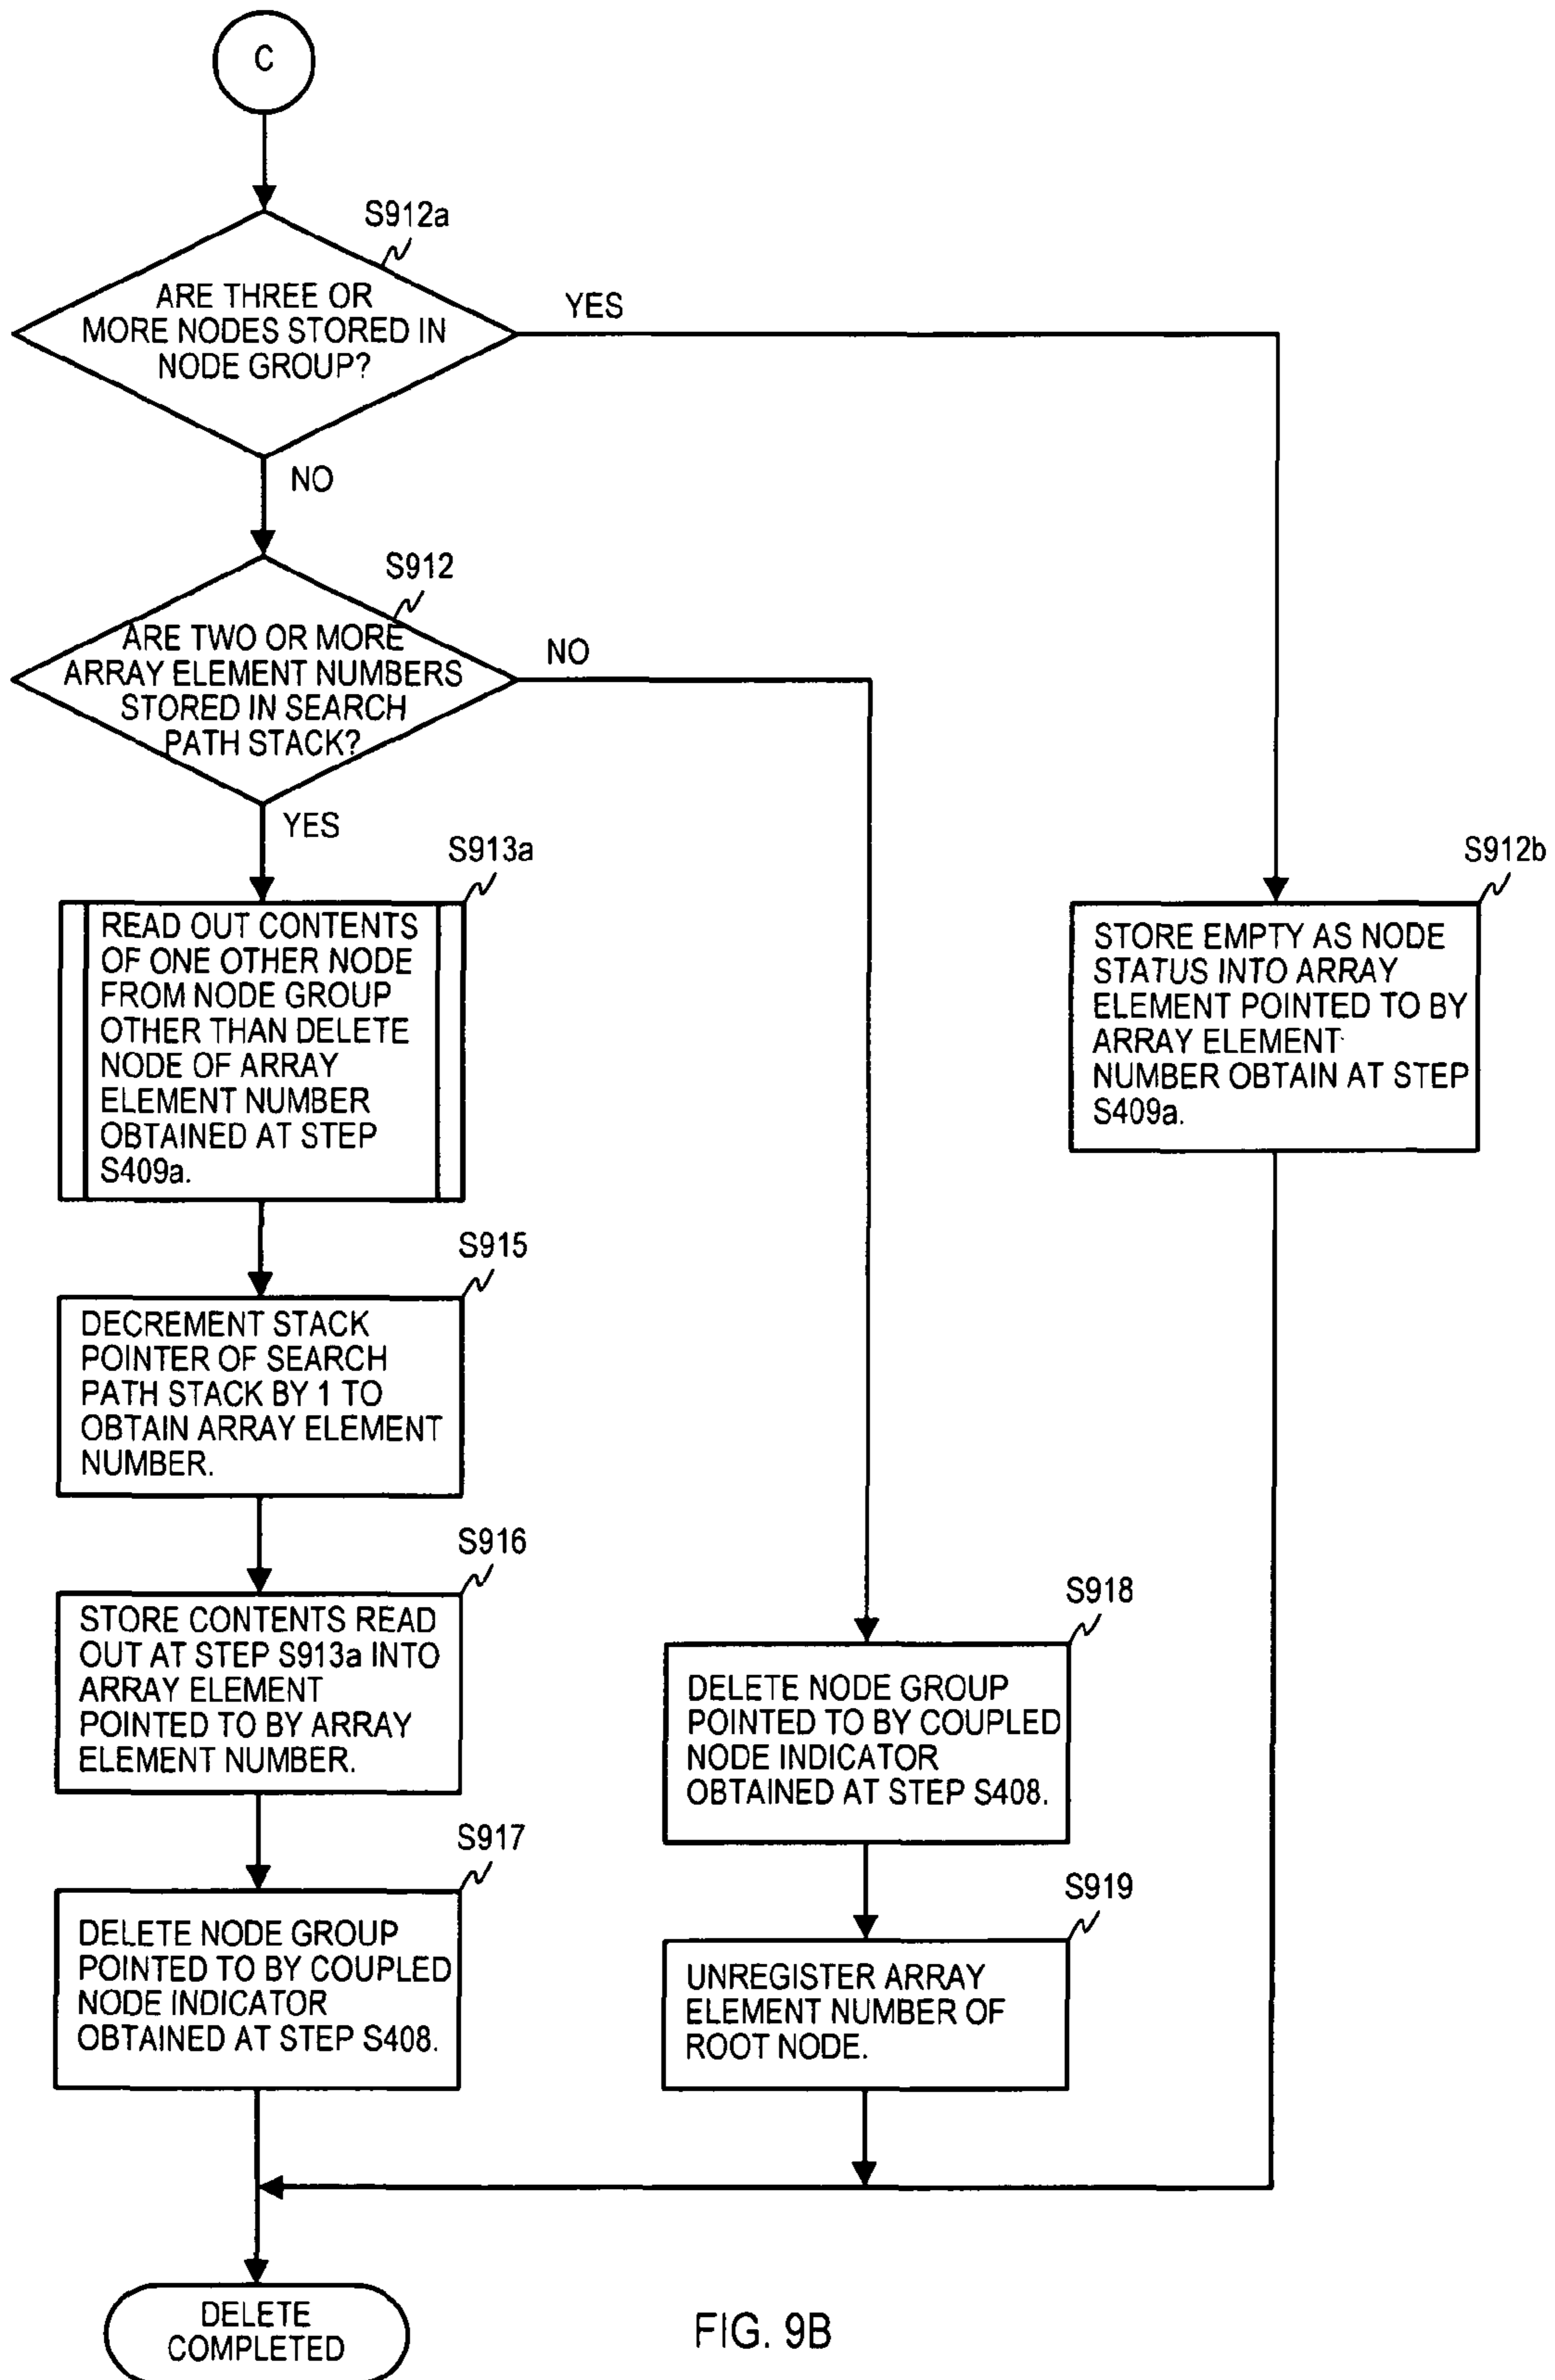 C
S912a
ARE THREE OR
MORE NODES STORED IN
NODE GROUP?
YES
NO
S912
ARE TWO OR MORE
ARRAY ELEMENT NUMBERS
STORED IN SEARCH
PATH STACK?
NO
YES
S913a
READ OUT CONTENTS
OF ONE OTHER NODE
FROM NODE GROUP
OTHER THAN DELETE
NODE OF ARRAY
ELEMENT NUMBER
OBTAINED AT STEP
S409a.
S912b
STORE EMPTY AS NODE
STATUS INTO ARRAY
ELEMENT POINTED TO BY
ARRAY ELEMENT
NUMBER OBTAIN AT STEP
S409a.
S915
DECREMENT STACK
POINTER OF SEARCH
PATH STACK BY 1 TO
OBTAIN ARRAY ELEMENT
NUMBER.
S916
STORE CONTENTS READ
OUT AT STEP S913a INTO
ARRAY ELEMENT
POINTED TO BY ARRAY
ELEMENT NUMBER.
S918
DELETE NODE GROUP
POINTED TO BY COUPLED
NODE INDICATOR
OBTAINED AT STEP S408.
S917
DELETE NODE GROUP
POINTED TO BY COUPLED
NODE INDICATOR
OBTAINED AT STEP S408.
S919
UNREGISTER ARRAY
ELEMENT NUMBER OF
ROOT NODE.
DELETE
COMPLETED
FIG. 9B